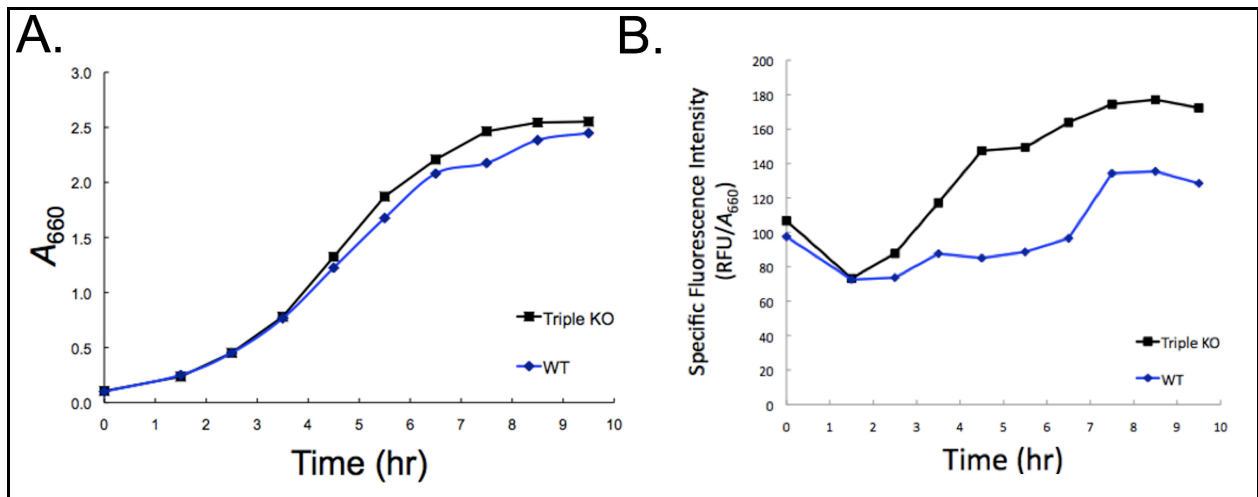 A.
3.0
2.5
2.0
1.5
1.0
0.5
0.0
A660
0 1 2 3 4 5 6 7 8 9 10
Time (hr)
Triple KO
WT
B.
200
180
160
140
120
100
80
60
40
20
0
Specific Fluorescence Intensity
(RFU/A660)
0 1 2 3 4 5 6 7 8 9 10
Time (hr)
Triple KO
WT